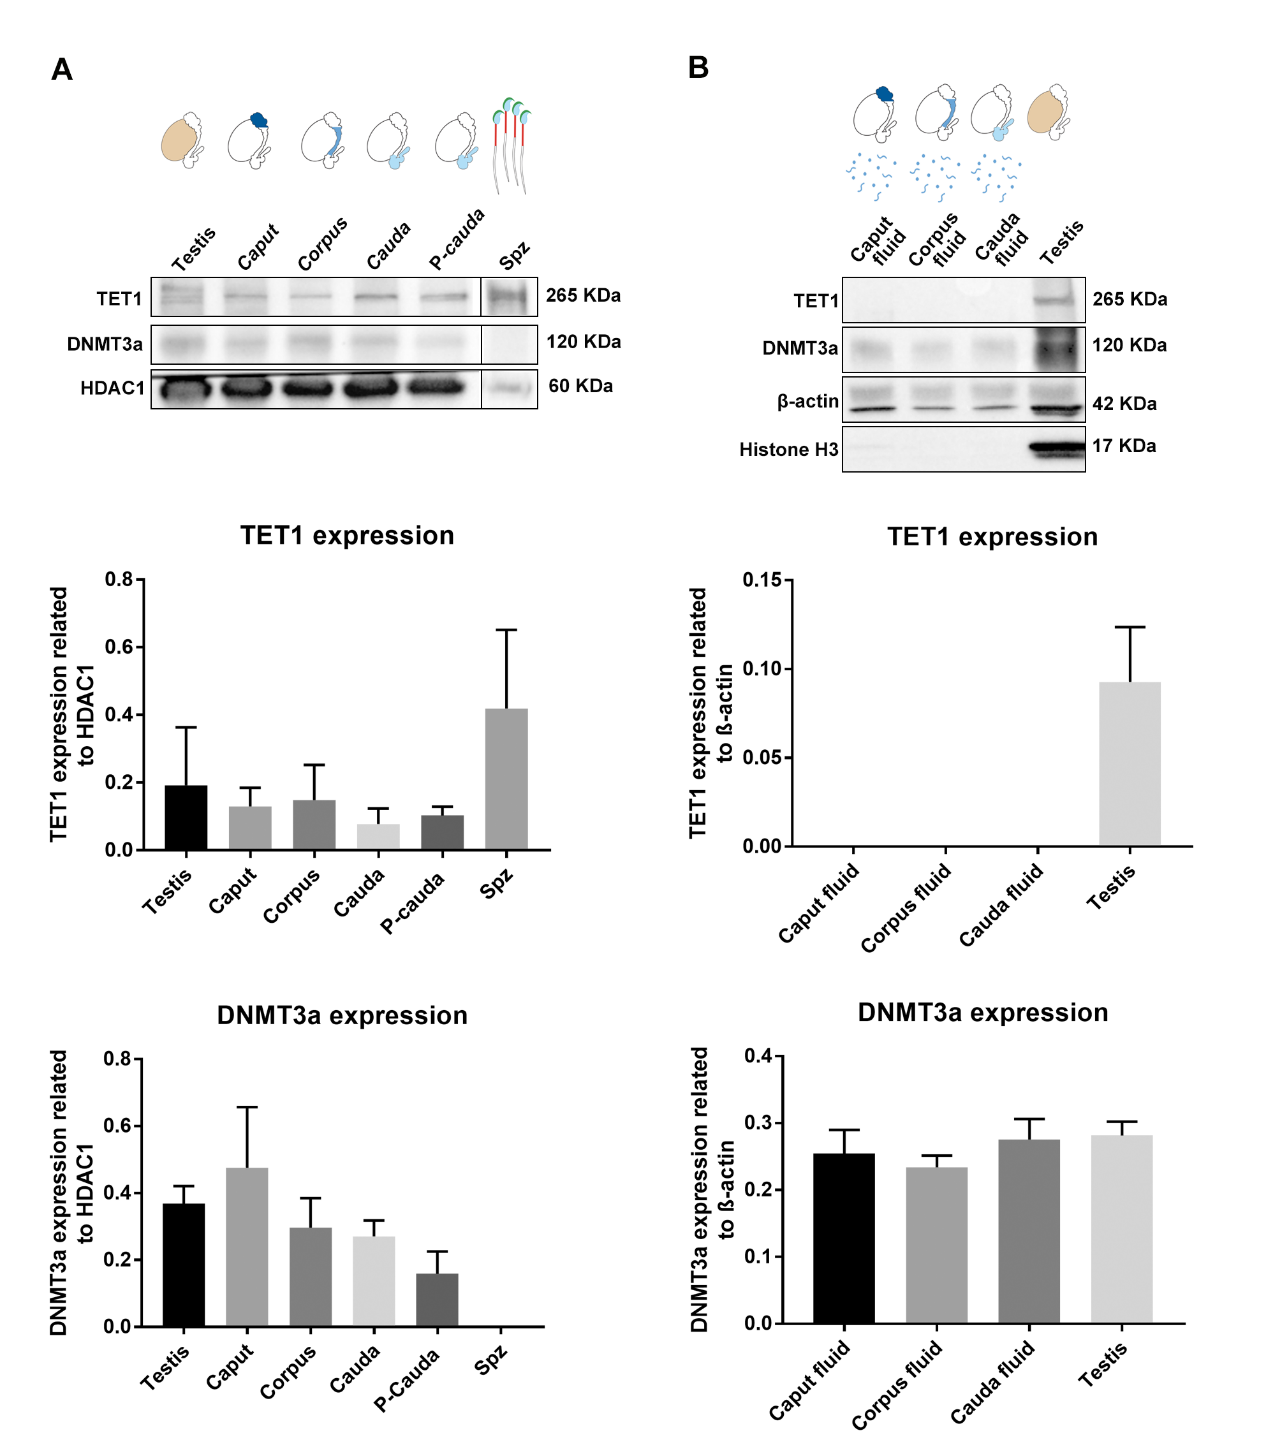 A
Testis
Caput
Corpus
Cauda
P-cauda
Spz
TET1
265 KDa
DNMT3a
120 KDa
HDAC1
60 KDa
TET1 expression
TET1 expression related
to HDAC1
0.8
0.6
0.4
0.2
0.0
Testis
Caput
Corpus
Cauda
P-cauda
Spz
DNMT3a expression
DNMT3a expression related
to HDAC1
0.8
0.6
0.4
0.2
0.0
Testis
Caput
Corpus
Cauda
P-Cauda
Spz
B
Caput
fluid
Corpus
fluid
Cauda
fluid
Testis
TET1
265 KDa
DNMT3a
120 KDa
β-actin
42 KDa
Histone H3
17 KDa
TET1 expression
TET1 expression related
to ß-actin
0.15
0.10
0.05
0.00
Caput fluid
Corpus fluid
Cauda fluid
Testis
DNMT3a expression
DNMT3a expression related
to ß-actin
0.4
0.3
0.2
0.1
0.0
Caput fluid
Corpus fluid
Cauda fluid
Testis